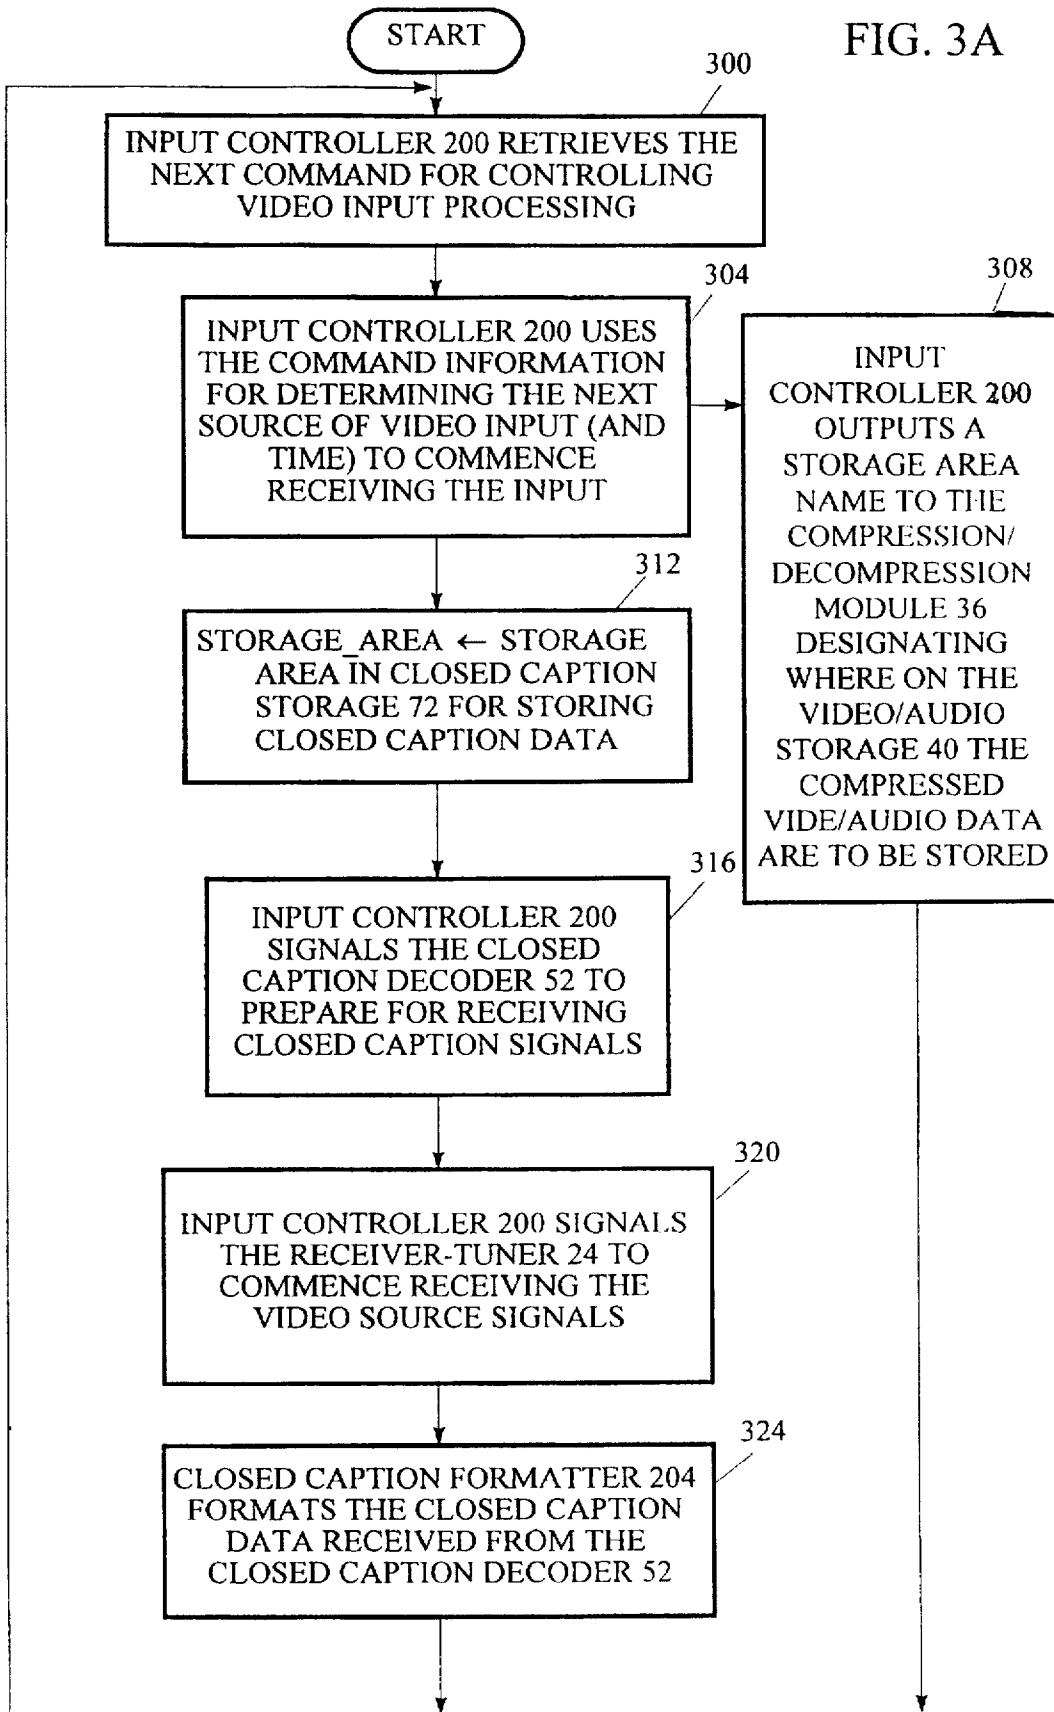 START
FIG. 3A
300
INPUT CONTROLLER 200 RETRIEVES THE
NEXT COMMAND FOR CONTROLLING
VIDEO INPUT PROCESSING
304
INPUT CONTROLLER 200 USES
THE COMMAND INFORMATION
FOR DETERMINING THE NEXT
SOURCE OF VIDEO INPUT (AND
TIME) TO COMMENCE
RECEIVING THE INPUT
308
INPUT
CONTROLLER 200
OUTPUTS A
STORAGE AREA
NAME TO THE
COMPRESSION/
DECOMPRESSION
MODULE 36
DESIGNATING
WHERE ON THE
VIDEO/AUDIO
STORAGE 40 THE
COMPRESSED
VIDE/AUDIO DATA
ARE TO BE STORED
312
STORAGE_AREA ← STORAGE
AREA IN CLOSED CAPTION
STORAGE 72 FOR STORING
CLOSED CAPTION DATA
316
INPUT CONTROLLER 200
SIGNALS THE CLOSED
CAPTION DECODER 52 TO
PREPARE FOR RECEIVING
CLOSED CAPTION SIGNALS
320
INPUT CONTROLLER 200 SIGNALS
THE RECEIVER-TUNER 24 TO
COMMENCE RECEIVING THE
VIDEO SOURCE SIGNALS
324
CLOSED CAPTION FORMATTER 204
FORMATS THE CLOSED CAPTION
DATA RECEIVED FROM THE
CLOSED CAPTION DECODER 52